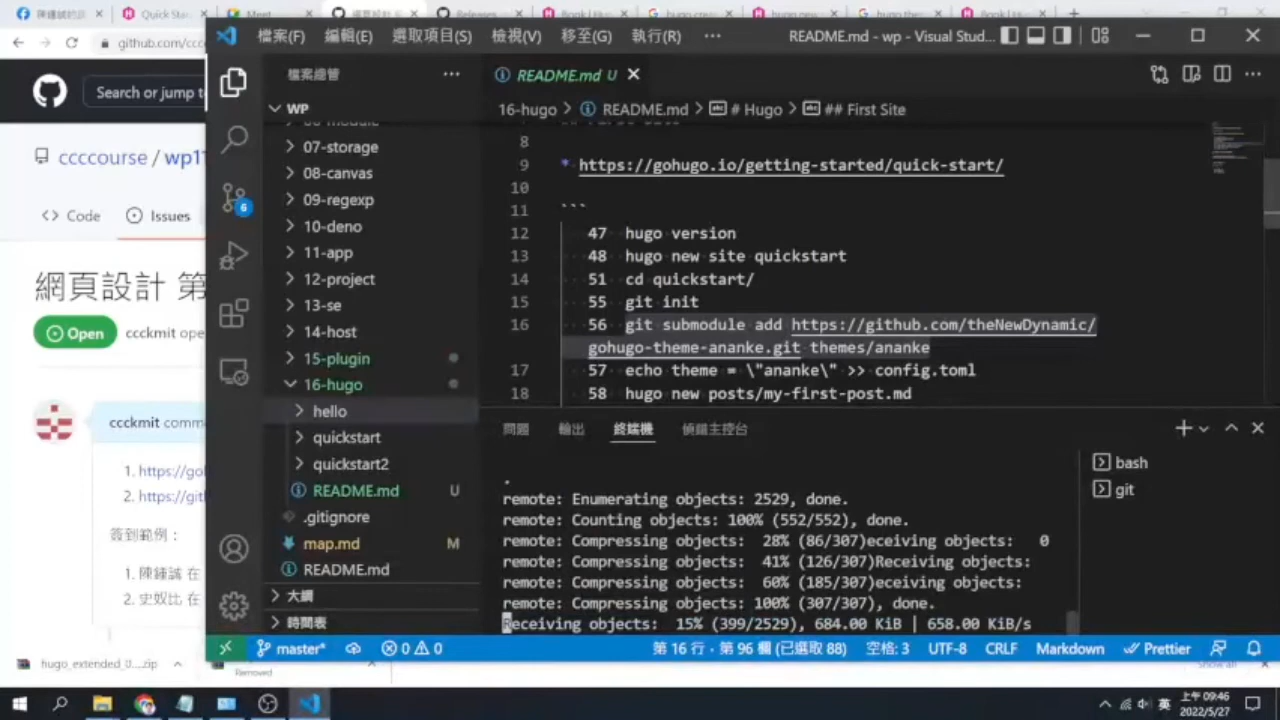 Quick Star
Meet
Releases
github.com/ccc
檔案(F) 編輯(E) 選取項目(S) 檢視(V) 移至(G) 執行(R) ··· README.md - wp - Visual Stud...
Search or jump t
ccccourse / wp11
Code Issues
網頁設計 第
Open ccckmit ope
ccckmit comm
1. https://gol
2. https://gitl
簽到範例：
1. 陳鍾誠 在
2. 史奴比 在
檔案總管 ···
WP
07-storage
08-canvas
09-regexp
10-deno
11-app
12-project
13-se
14-host
15-plugin
16-hugo
hello
quickstart
quickstart2
README.md U
.gitignore
map.md M
README.md
大綱
時間表
README.md U
16-hugo > README.md > # Hugo > ## First Site
8
9 * https://gohugo.io/getting-started/quick-start/
10
11 ```
12 47 hugo version
13 48 hugo new site quickstart
14 51 cd quickstart/
15 55 git init
16 56 git submodule add https://github.com/theNewDynamic/
gohugo-theme-ananke.git themes/ananke
17 57 echo theme = \"ananke\" >> config.toml
18 58 hugo new posts/my-first-post.md
問題 輸出 終端機 偵錯主控台
bash
git
.
remote: Enumerating objects: 2529, done.
remote: Counting objects: 100% (552/552), done.
remote: Compressing objects: 28% (86/307)eceiving objects: 0
remote: Compressing objects: 41% (126/307)Receiving objects:
remote: Compressing objects: 60% (185/307)eceiving objects:
remote: Compressing objects: 100% (307/307), done.
Receiving objects: 15% (399/2529), 684.00 KiB | 658.00 KiB/s
6
master* 0 0 第 16 行，第 96 欄 (已選取 88) 空格: 3 UTF-8 CRLF Markdown Prettier
hugo_extended_0....zip
Removed
Show all
英
上午 09:46
2022/5/27